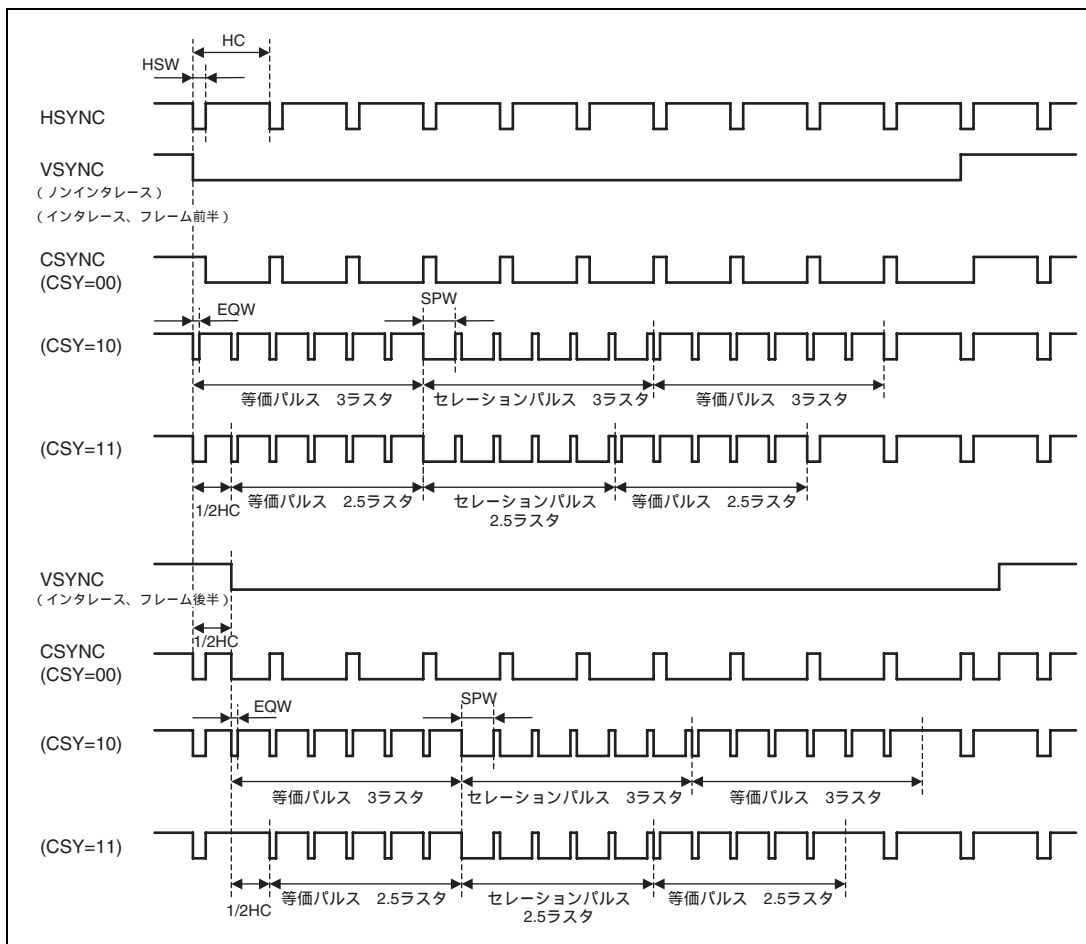 HC
HSW
HSYNC
VSYNC
（ノンインタレース）
（インタレース、フレーム前半）
CSYNC
(CSY=00)
EQW
SPW
(CSY=10)
等価パルス　3ラスタ
セレーションパルス　3ラスタ
等価パルス　3ラスタ
(CSY=11)
1/2HC
等価パルス　2.5ラスタ
セレーションパルス
2.5ラスタ
等価パルス　2.5ラスタ
VSYNC
（インタレース、フレーム後半）
1/2HC
CSYNC
(CSY=00)
EQW
SPW
(CSY=10)
等価パルス　3ラスタ
セレーションパルス　3ラスタ
等価パルス　3ラスタ
(CSY=11)
1/2HC
等価パルス　2.5ラスタ
セレーションパルス
2.5ラスタ
等価パルス　2.5ラスタ